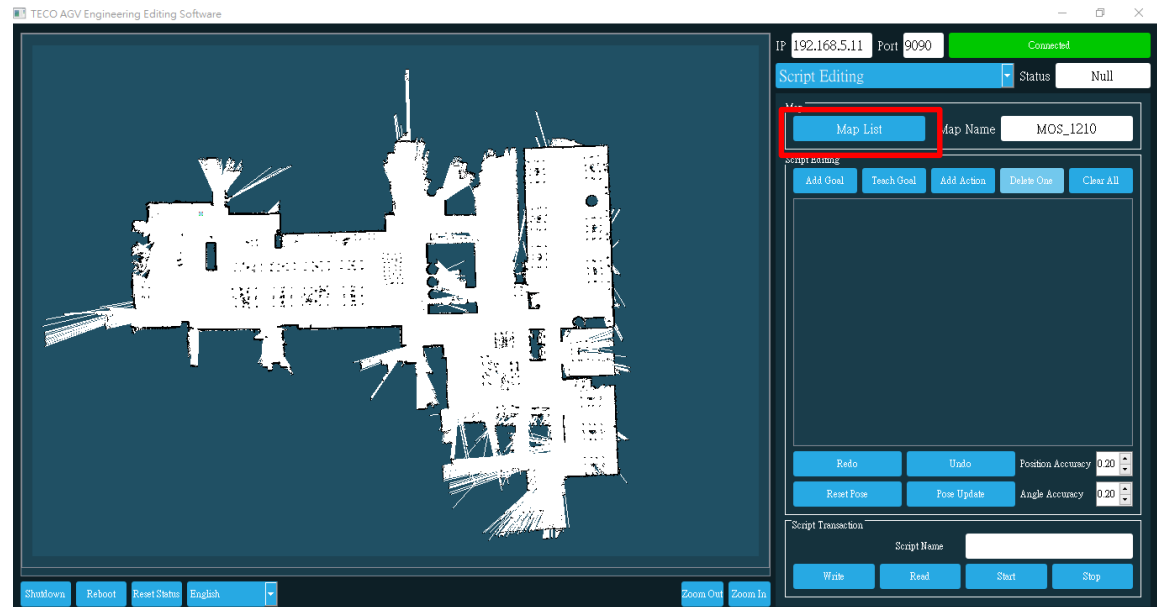 TECO AGV Engineering Editing Software
IP 192.168.5.11 Port 9090 Connected
Script Editing Status Null
Map
Map List Map Name MOS_1210
Script Editing
Add Goal Teach Goal Add Action Delete One Clear All
Redo Undo Position Accuracy 0.20
Reset Pose Pose Update Angle Accuracy 0.20
Script Transaction
Script Name
Write Read Start Stop
Shutdown Reboot Reset Status English Zoom Out Zoom In